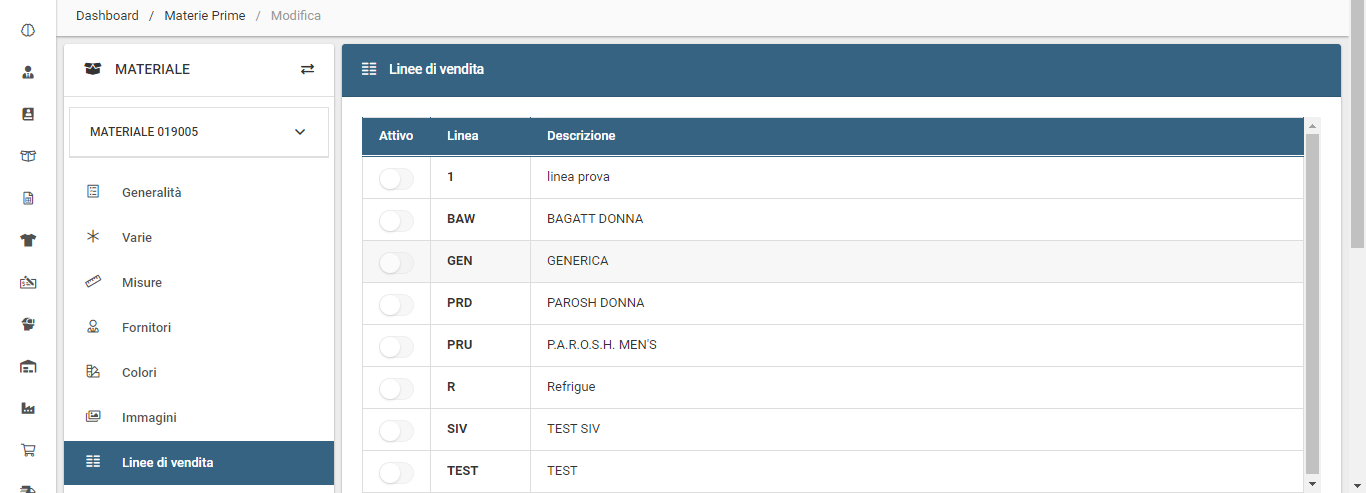 Dashboard / Materie Prime / Modifica
MATERIALE
MATERIALE 019005
Generalità
Varie
Misure
Fornitori
Colori
Immagini
Linee di vendita
Linee di vendita
Attivo Linea Descrizione
1 linea prova
BAW BAGATT DONNA
GEN GENERICA
PRD PAROSH DONNA
PRU P.A.R.O.S.H. MEN'S
R Refrigue
SIV TEST SIV
TEST TEST